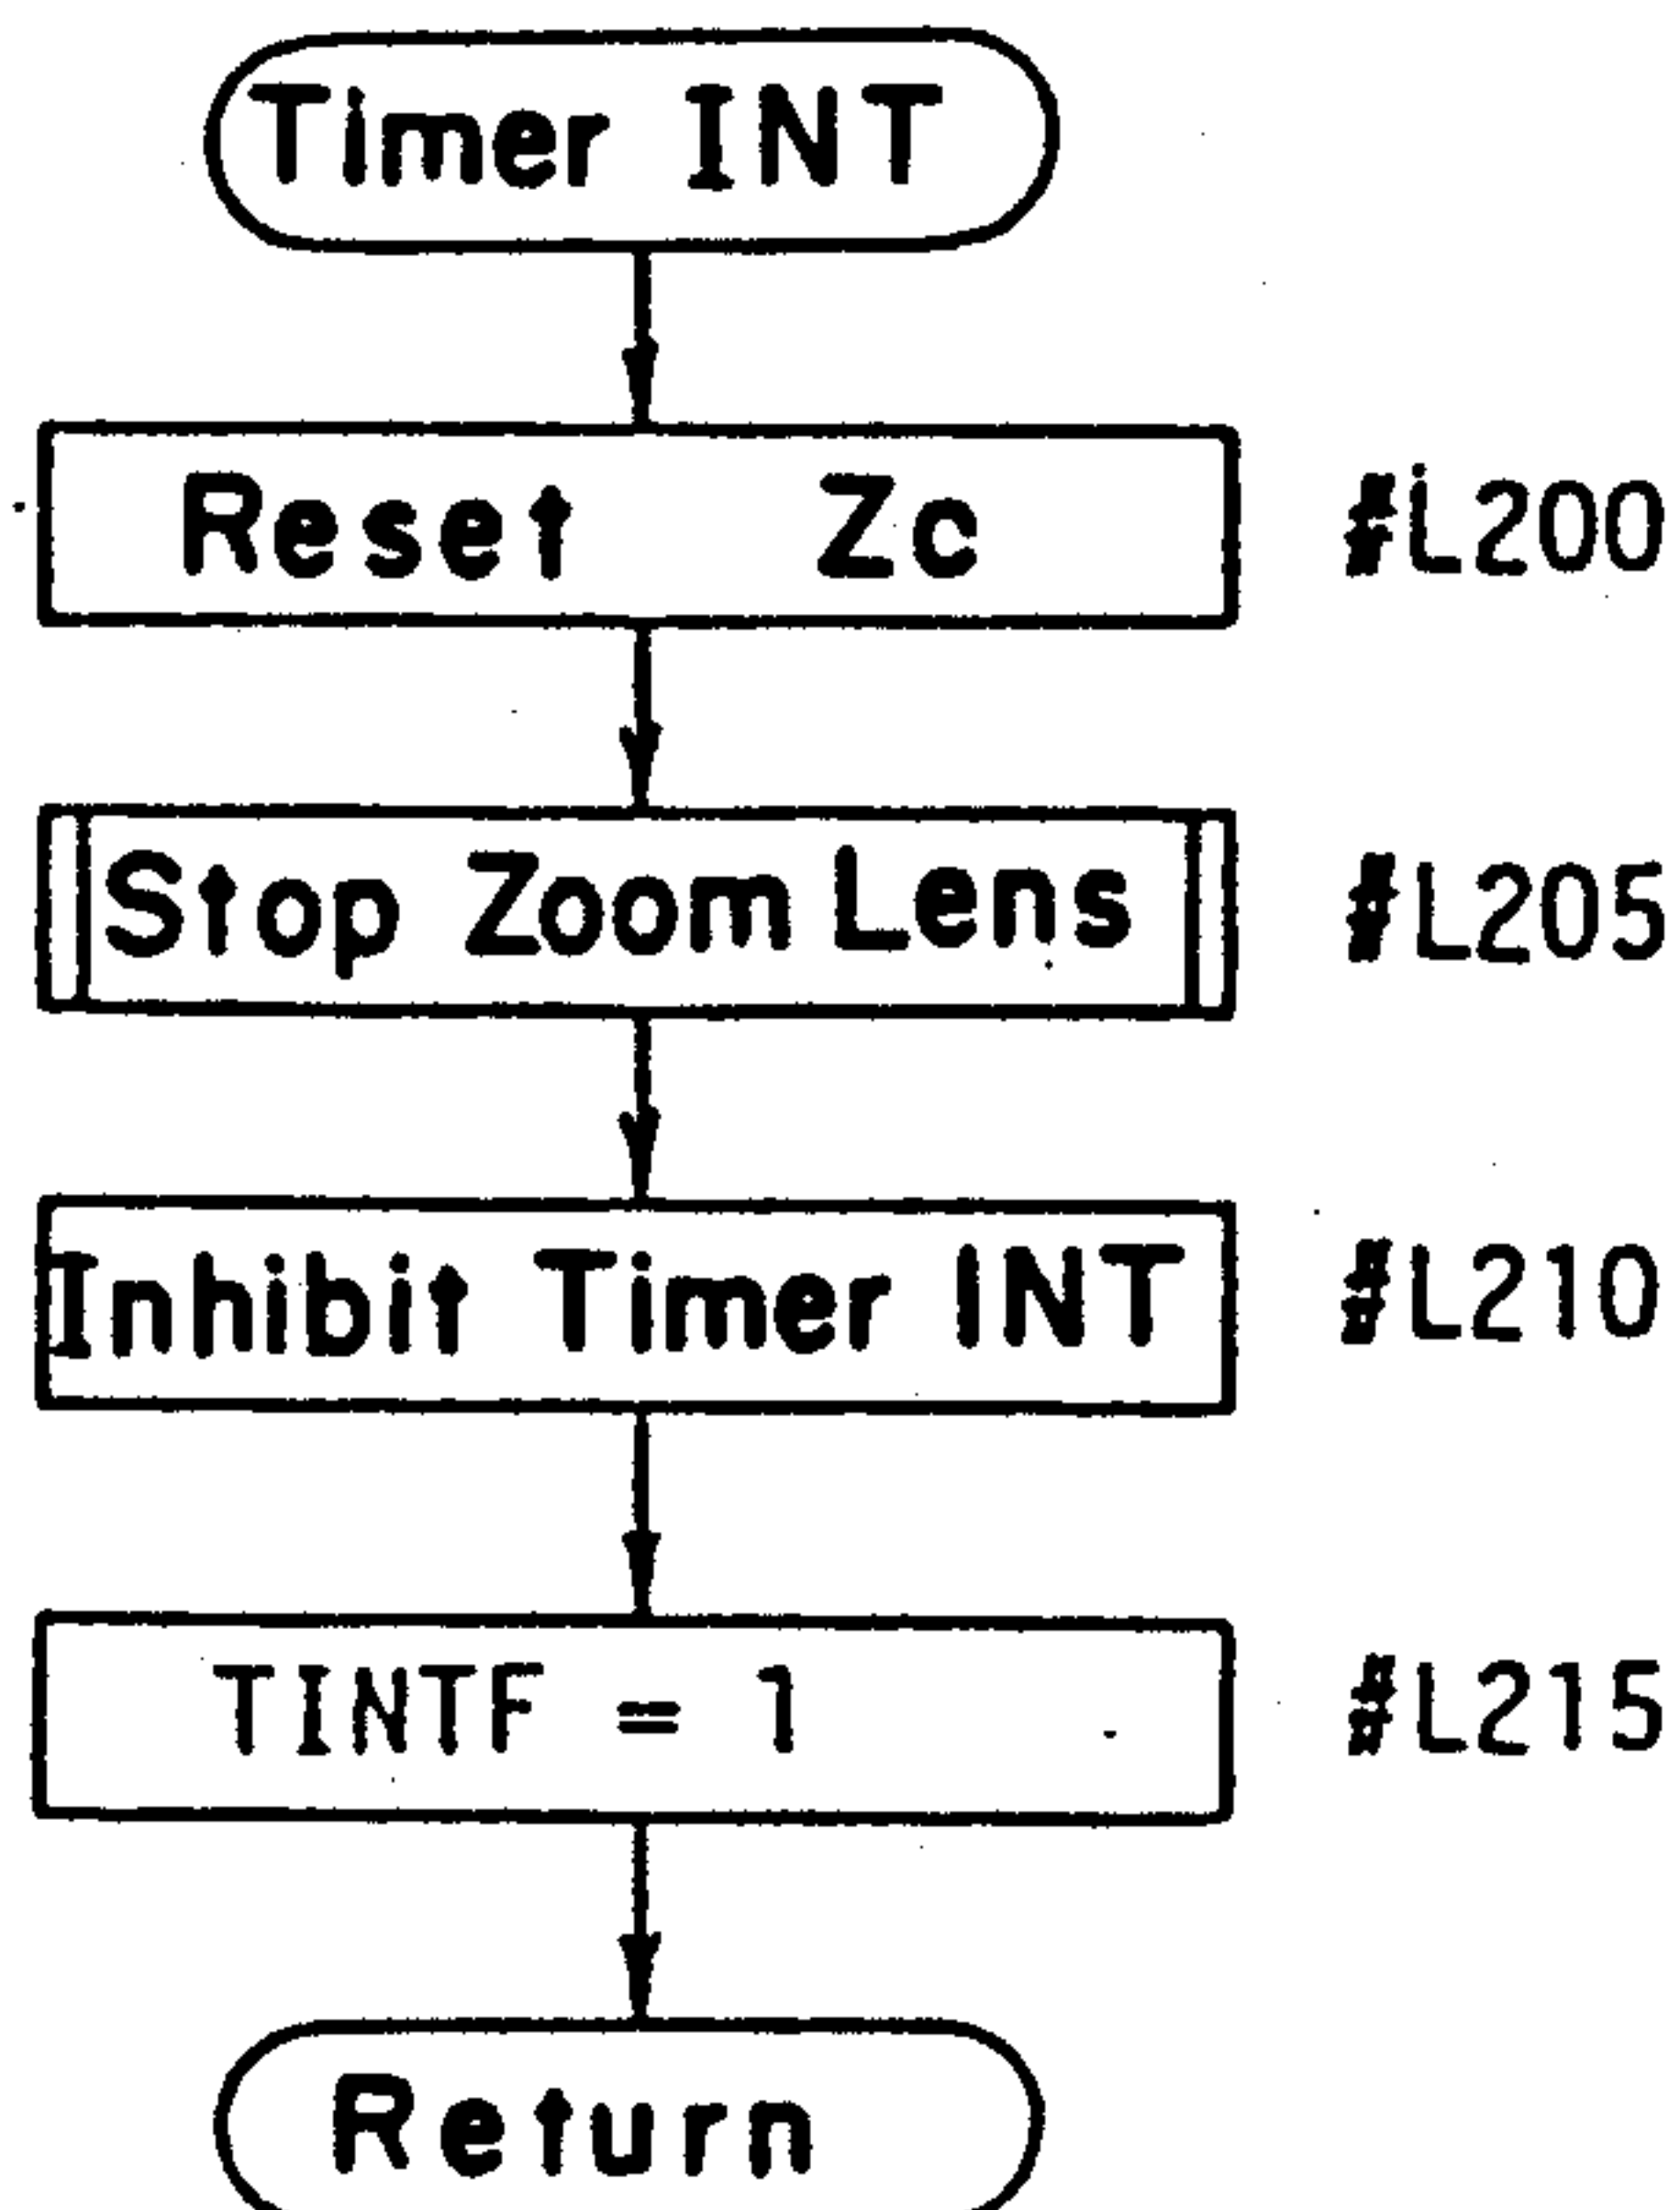 Timer INT
Reset Zc #L200
Stop Zoom Lens #L205
Inhibit Timer INT #L210
TINTF = 1 #L215
Return